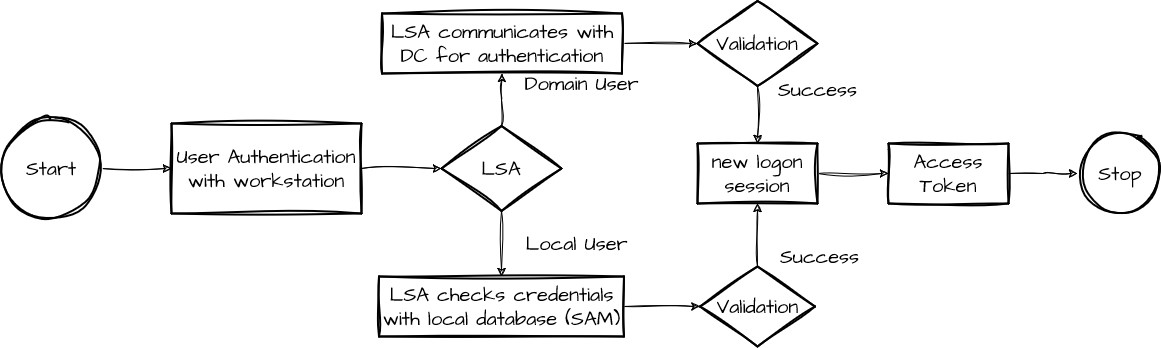 Start
User Authentication
with workstation
LSA
Domain User
LSA communicates with
DC for authentication
Validation
Success
Local User
LSA checks credentials
with local database (SAM)
Validation
Success
new logon
session
Access
Token
Stop